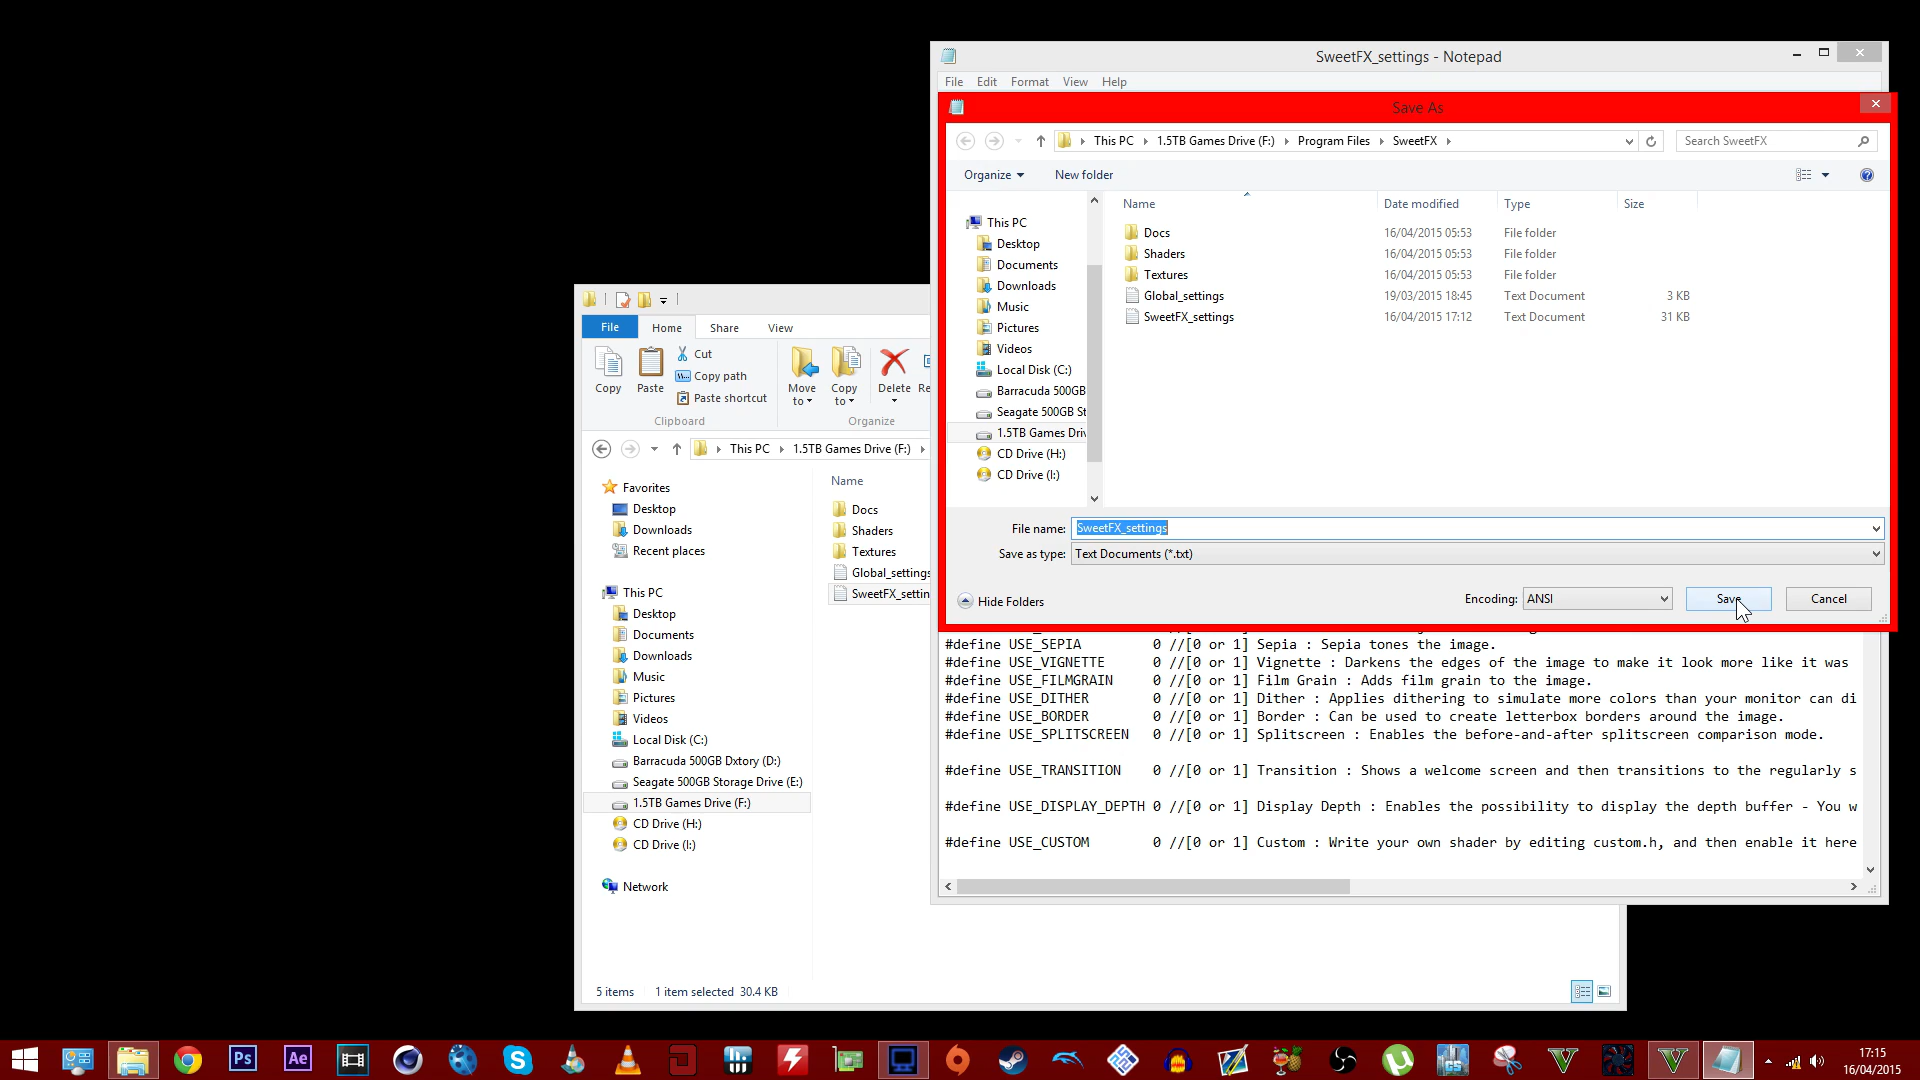 SweetFX_settings - Notepad
File Edit Format View Help
Save As
This PC 1.5TB Games Drive (F:) Program Files SweetFX
Search SweetFX
Organize New folder
Name Date modified Type Size
This PC
Desktop
Documents
Downloads
Music
Pictures
Videos
Local Disk (C:)
Barracuda 500GB
Seagate 500GB St
1.5TB Games Driv
CD Drive (H:)
CD Drive (I:)
Docs 16/04/2015 05:53 File folder
Shaders 16/04/2015 05:53 File folder
Textures 16/04/2015 05:53 File folder
Global_settings 19/03/2015 18:45 Text Document 3 KB
SweetFX_settings 16/04/2015 17:12 Text Document 31 KB
File name: SweetFX_settings
Save as type: Text Documents (*.txt)
Hide Folders
Encoding: ANSI
Save
Cancel
#define USE_SEPIA 0 //[0 or 1] Sepia : Sepia tones the image.
#define USE_VIGNETTE 0 //[0 or 1] Vignette : Darkens the edges of the image to make it look more like it was
#define USE_FILMGRAIN 0 //[0 or 1] Film Grain : Adds film grain to the image.
#define USE_DITHER 0 //[0 or 1] Dither : Applies dithering to simulate more colors than your monitor can di
#define USE_BORDER 0 //[0 or 1] Border : Can be used to create letterbox borders around the image.
#define USE_SPLITSCREEN 0 //[0 or 1] Splitscreen : Enables the before-and-after splitscreen comparison mode.
#define USE_TRANSITION 0 //[0 or 1] Transition : Shows a welcome screen and then transitions to the regularly s
#define USE_DISPLAY_DEPTH 0 //[0 or 1] Display Depth : Enables the possibility to display the depth buffer - You w
#define USE_CUSTOM 0 //[0 or 1] Custom : Write your own shader by editing custom.h, and then enable it here
File Home Share View
Copy
Paste
Cut
Copy path
Paste shortcut
Move to
Copy to
Delete
Re
Clipboard
Organize
This PC 1.5TB Games Drive (F:)
Favorites
Desktop
Downloads
Recent places
This PC
Desktop
Documents
Downloads
Music
Pictures
Videos
Local Disk (C:)
Barracuda 500GB Dxtory (D:)
Seagate 500GB Storage Drive (E:)
1.5TB Games Drive (F:)
CD Drive (H:)
CD Drive (I:)
Network
Name
Docs
Shaders
Textures
Global_settings
SweetFX_settin
5 items 1 item selected 30.4 KB
Ps
Ae
GS
17:15
16/04/2015